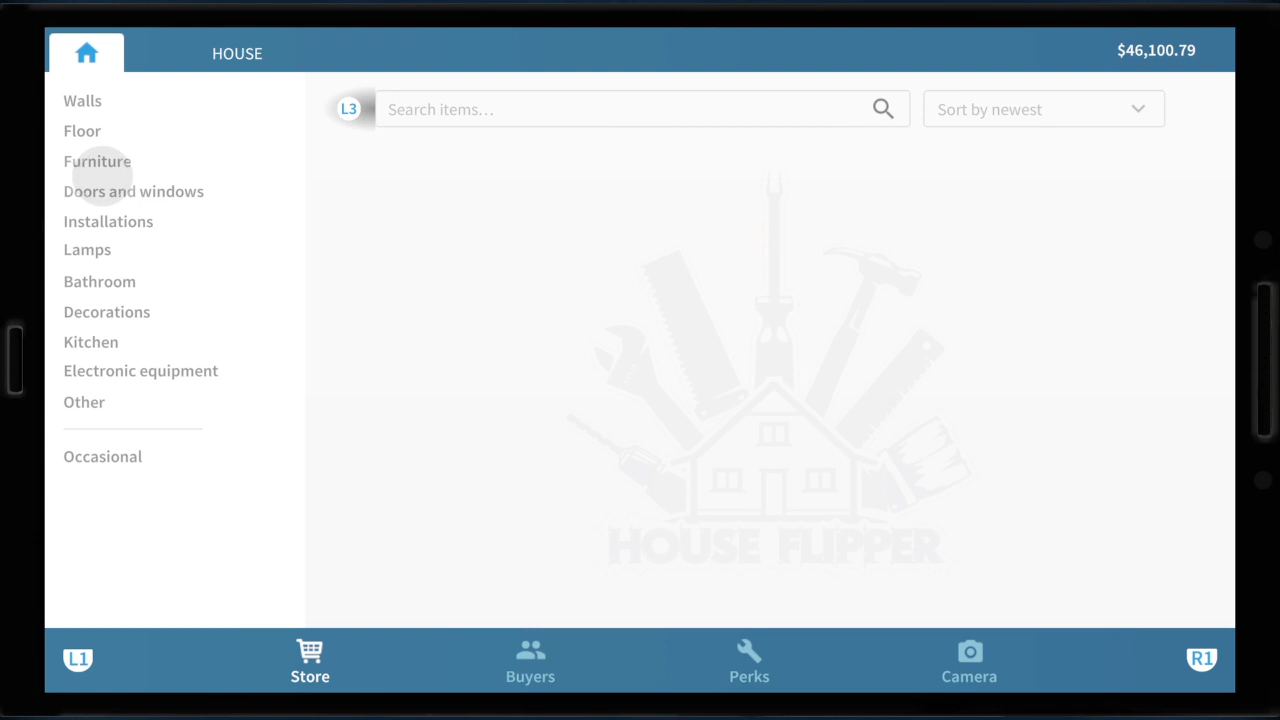 HOUSE
$46,100.79
Walls
Floor
Furniture
Doors and windows
Installations
Lamps
Bathroom
Decorations
Kitchen
Electronic equipment
Other
Occasional
L3
Search items...
Sort by newest
HOUSE FLIPPER
L1
Store
Buyers
Perks
Camera
R1